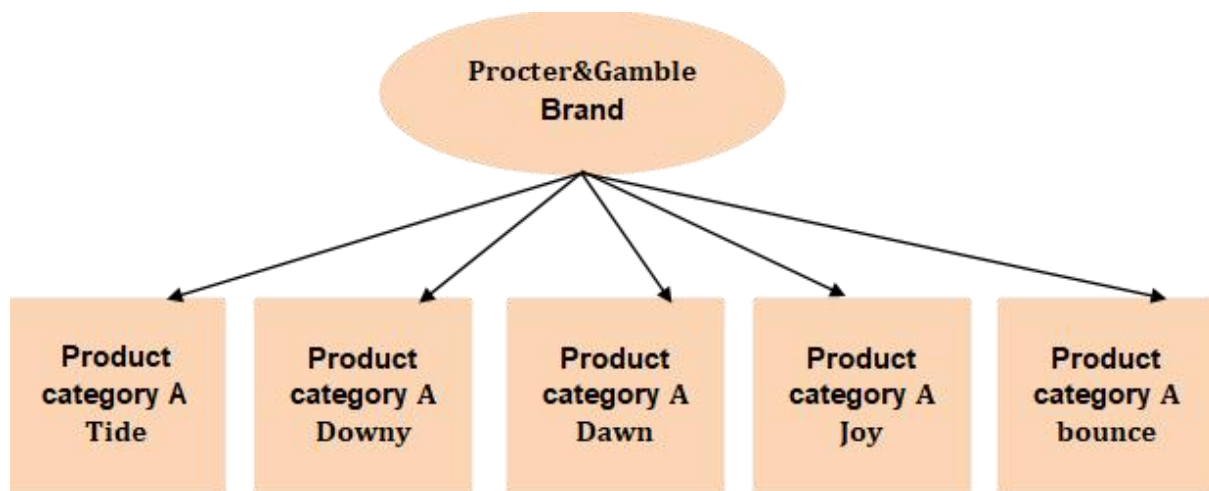 Procter&Gamble
Brand
Product
category A
Tide
Product
category A
Downy
Product
category A
Dawn
Product
category A
Joy
Product
category A
bounce